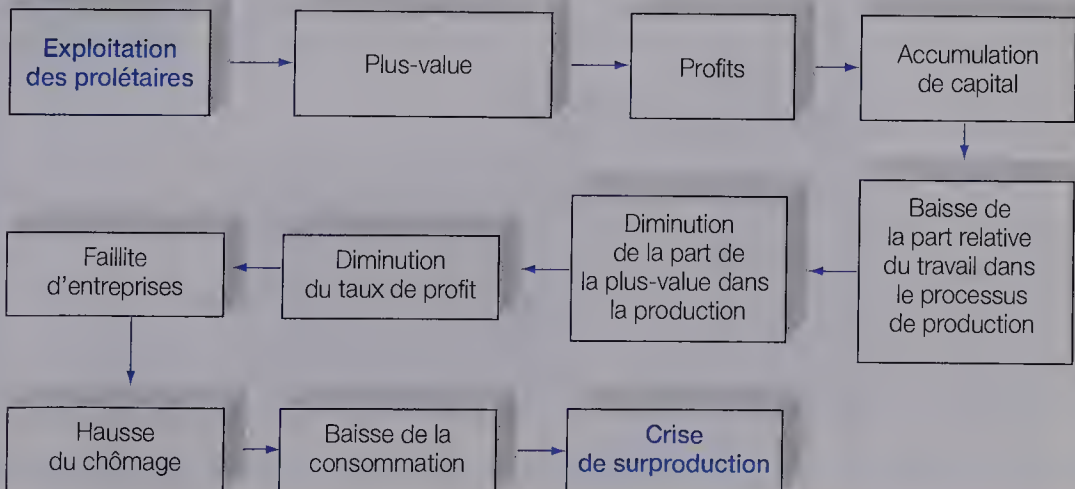 Exploitation
des prolétaires
Plus-value
Profits
Accumulation
de capital
Baisse de
la part relative
du travail dans
le processus
de production
Diminution
de la part de
la plus-value dans
la production
Diminution
du taux de profit
Faillite
d'entreprises
Hausse
du chômage
Baisse de la
consommation
Crise
de surproduction